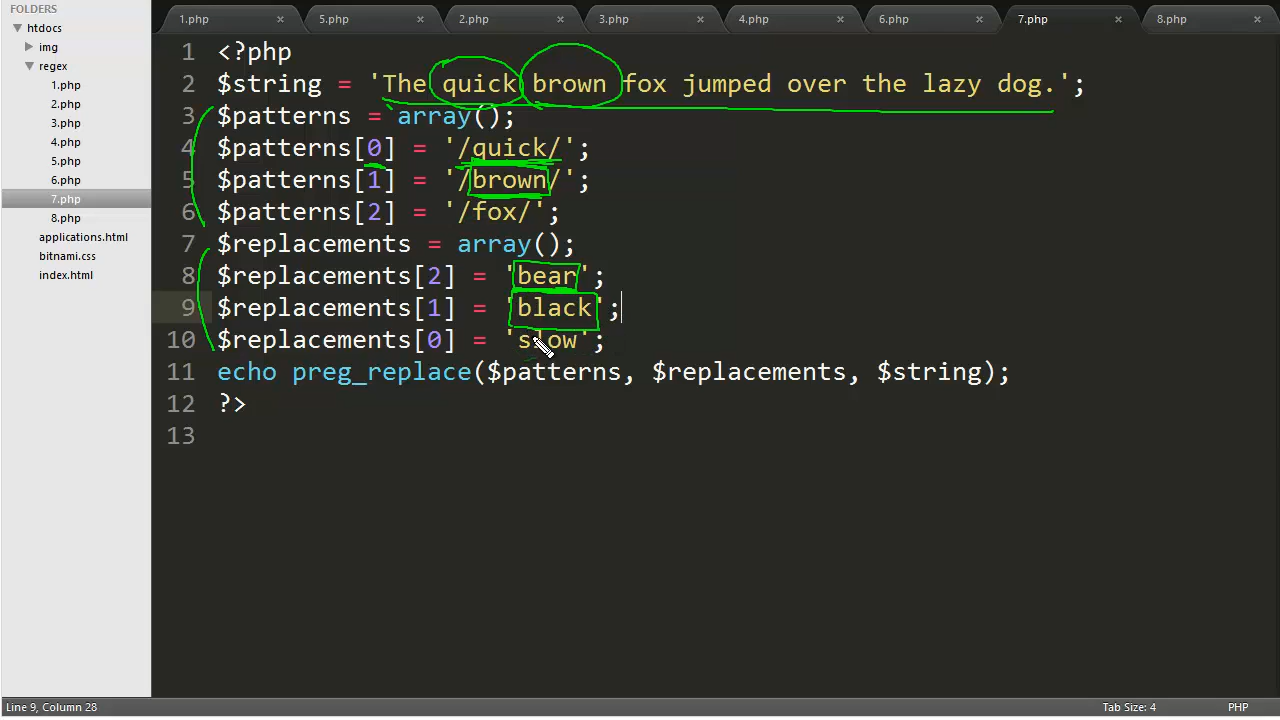 FOLDERS
htdocs
img
regex
1.php
2.php
3.php
4.php
5.php
6.php
7.php
8.php
applications.html
bitnami.css
index.html
1.php 5.php 2.php 3.php 4.php 6.php 7.php 8.php
1 <?php
2 $string = 'The quick brown fox jumped over the lazy dog.';
3 $patterns = array();
4 $patterns[0] = '/quick/';
5 $patterns[1] = '/brown/';
6 $patterns[2] = '/fox/';
7 $replacements = array();
8 $replacements[2] = 'bear';
9 $replacements[1] = 'black';
10 $replacements[0] = 'slow';
11 echo preg_replace($patterns, $replacements, $string);
12 ?>
13
Line 9, Column 28 Tab Size: 4 PHP